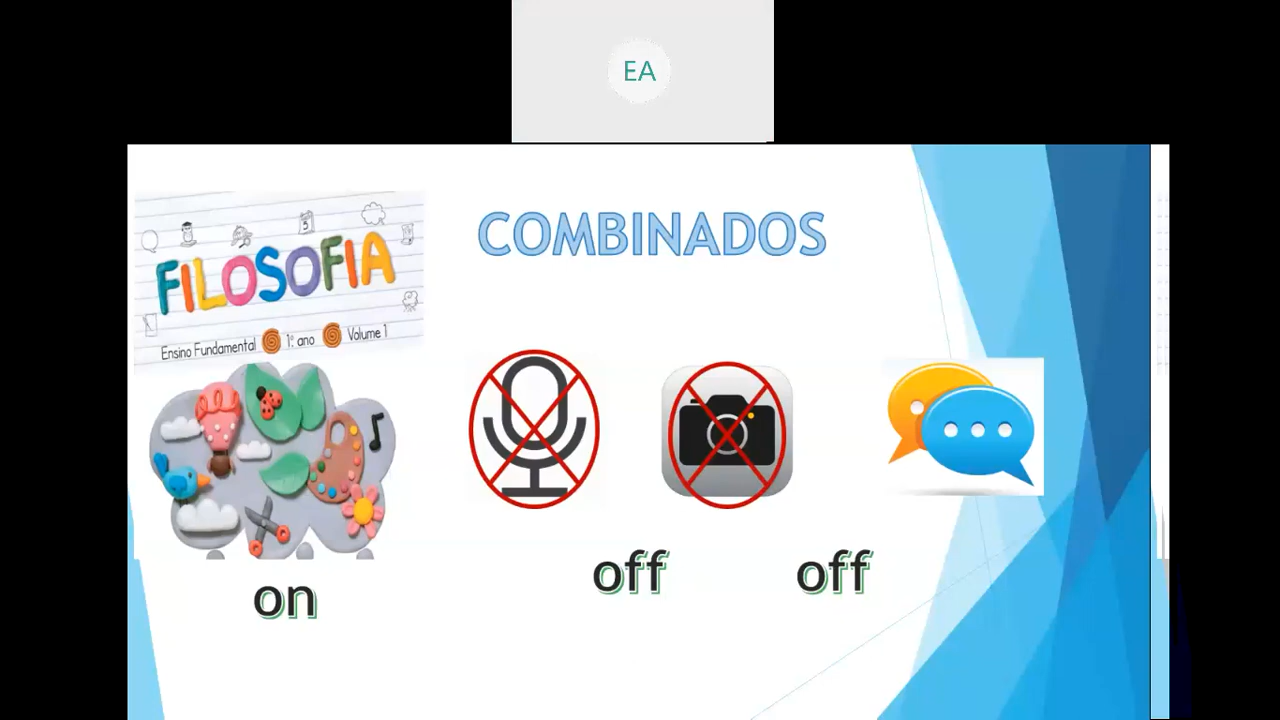 EA
COMBINADOS
FILOSOFIA
Ensino Fundamental 1º ano Volume 1
off off
on